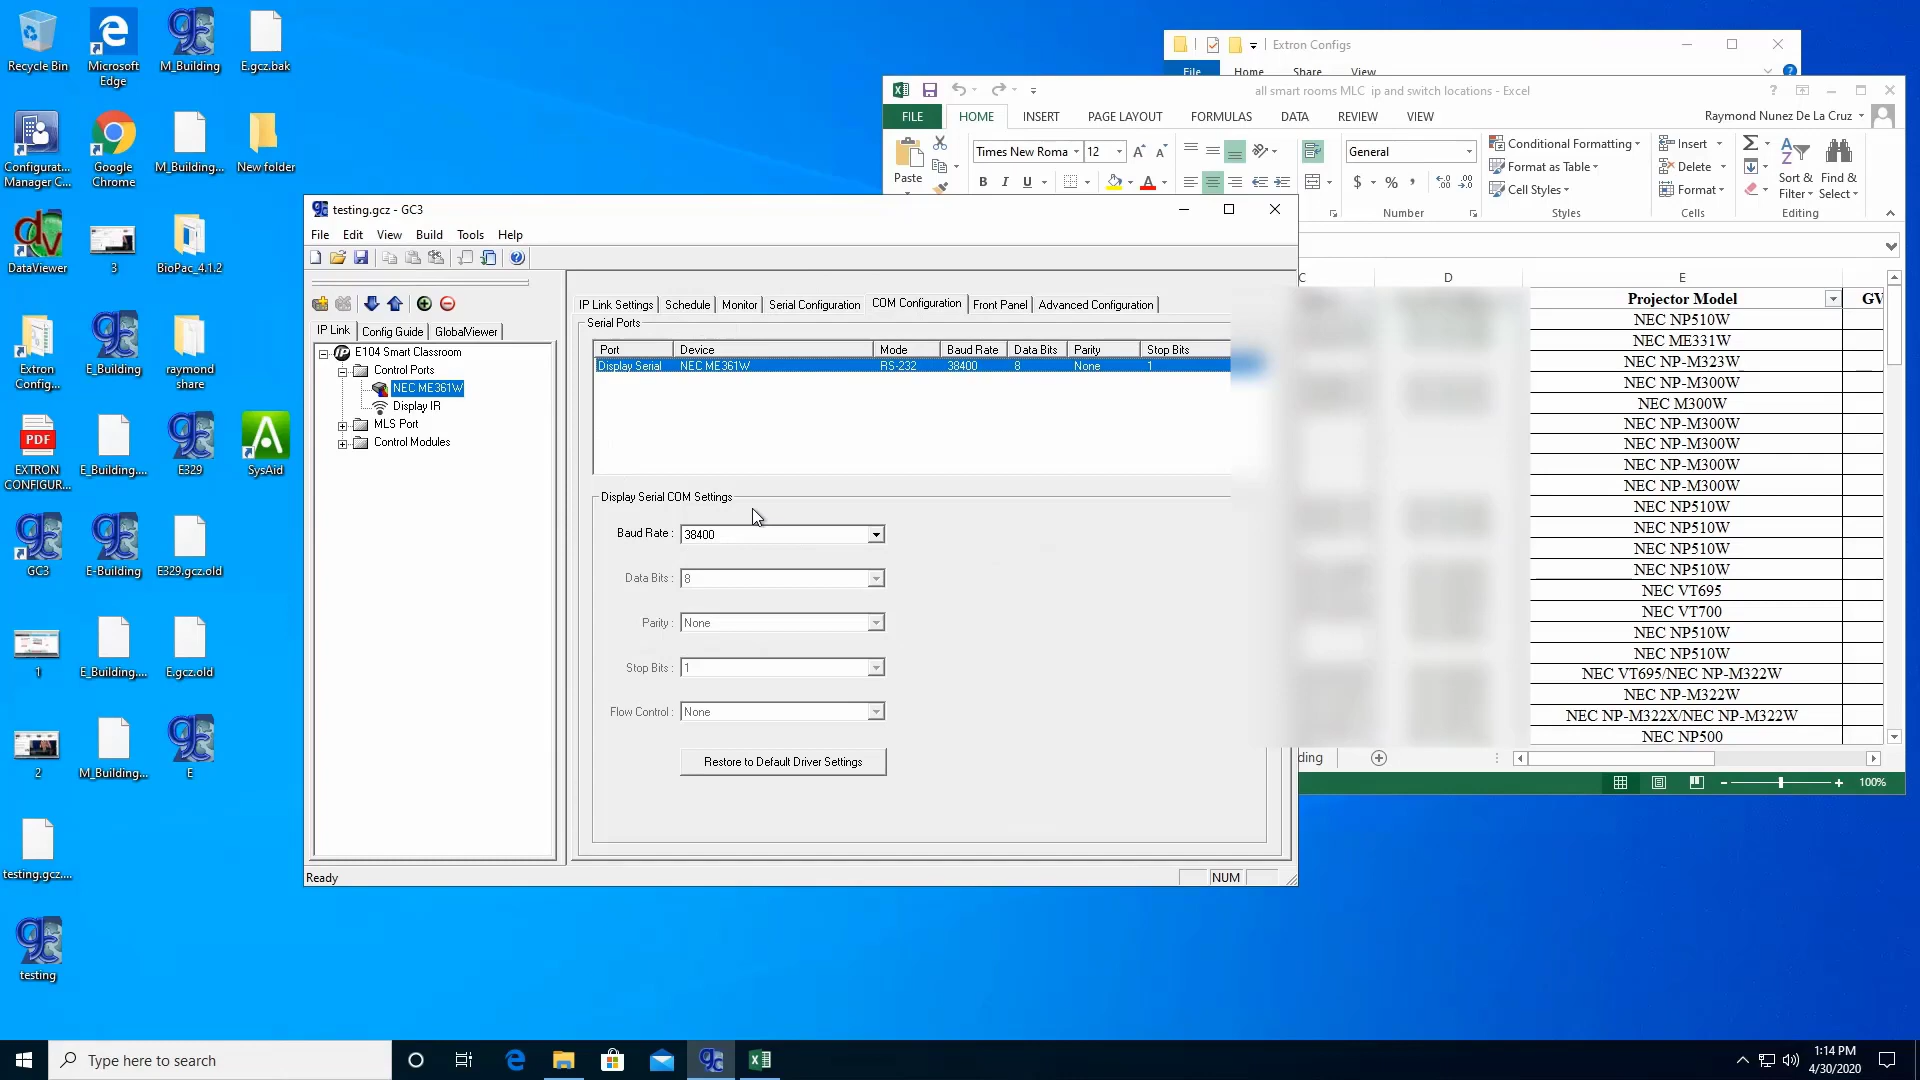 Recycle Bin
Microsoft Edge
M_Building
E.gcz.bak
Configurat... Manager C...
Google Chrome
M_Building...
New folder
DataViewer
3
BioPac_4.1.2
Extron Config...
E_Building
raymond share
PDF
EXTRON CONFIGUR...
E_Building....
E329
SysAid
GC3
E-Building
E329.gcz.old
1
E_Building....
E.gcz.old
2
M_Building...
E
testing.gcz....
testing
Extron Configs
File Home Share View
all smart rooms MLC ip and switch locations - Excel
FILE HOME INSERT PAGE LAYOUT FORMULAS DATA REVIEW VIEW
Raymond Nunez De La Cruz
Paste
Times New Roma 12
B I U
General
$ % ,
Number
Conditional Formatting
Format as Table
Cell Styles
Styles
Insert
Delete
Format
Cells
Sort & Filter
Find & Select
Editing
C D E
Projector Model GV
NEC NP510W
NEC ME331W
NEC NP-M323W
NEC NP-M300W
NEC M300W
NEC NP-M300W
NEC NP-M300W
NEC NP-M300W
NEC NP-M300W
NEC NP510W
NEC NP510W
NEC NP510W
NEC NP510W
NEC VT695
NEC VT700
NEC NP510W
NEC NP510W
NEC VT695/NEC NP-M322W
NEC NP-M322W
NEC NP-M322X/NEC NP-M322W
NEC NP500
ding
100%
testing.gcz - GC3
File Edit View Build Tools Help
IP Link Config Guide GlobalViewer
E104 Smart Classroom
Control Ports
NEC ME361W
Display IR
MLS Port
Control Modules
IP Link Settings Schedule Monitor Serial Configuration COM Configuration Front Panel Advanced Configuration
Serial Ports
Port Device Mode Baud Rate Data Bits Parity Stop Bits
Display Serial NEC ME361W RS-232 38400 8 None 1
Display Serial COM Settings
Baud Rate : 38400
Data Bits : 8
Parity : None
Stop Bits : 1
Flow Control : None
Restore to Default Driver Settings
Ready
NUM
Type here to search
1:14 PM
4/30/2020